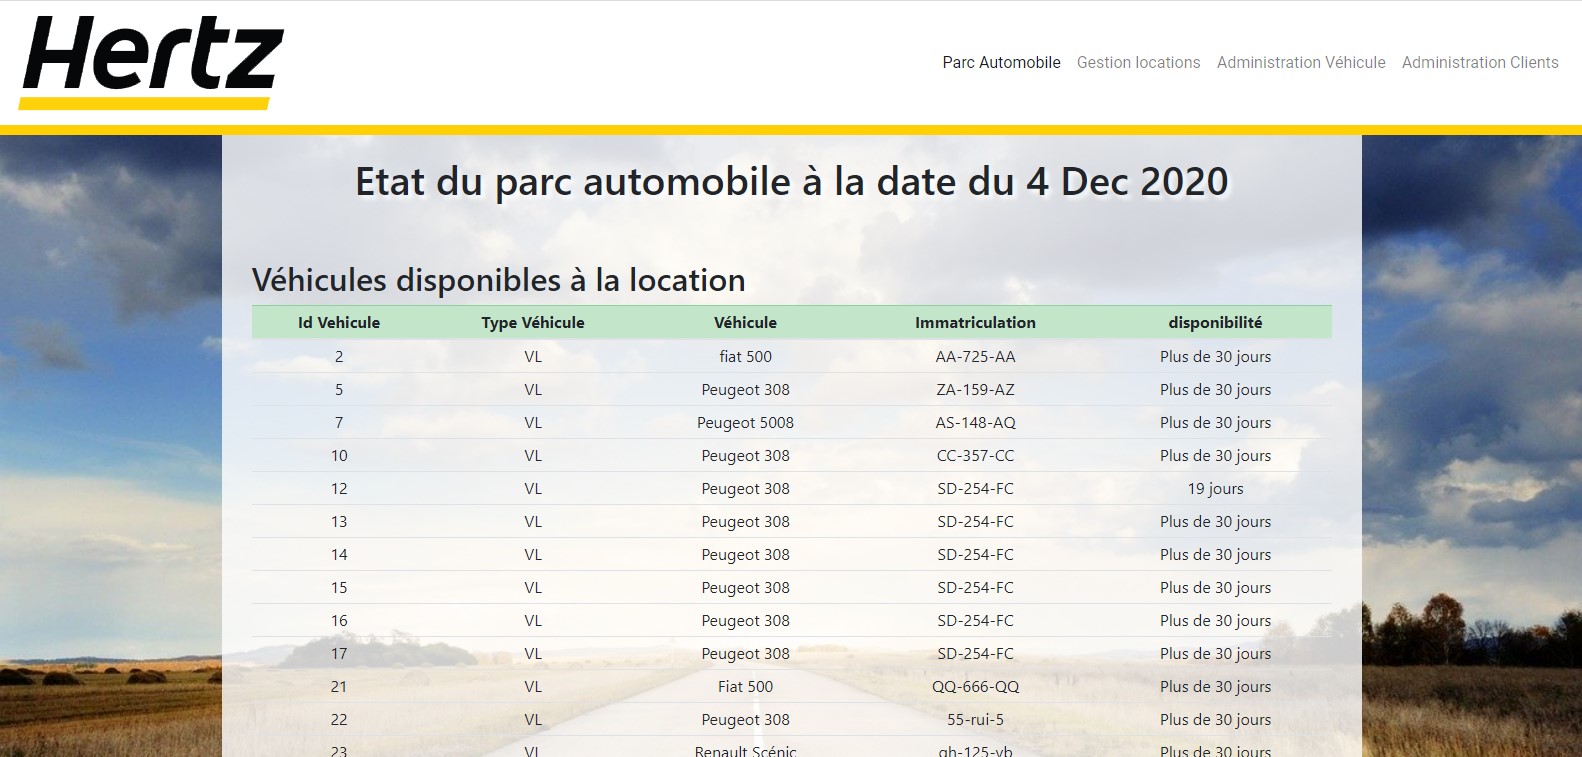 Hertz
Parc Automobile Gestion locations Administration Véhicule Administration Clients
Etat du parc automobile à la date du 4 Dec 2020
Véhicules disponibles à la location
Id Vehicule Type Véhicule Véhicule Immatriculation disponibilité
2 VL fiat 500 AA-725-AA Plus de 30 jours
5 VL Peugeot 308 ZA-159-AZ Plus de 30 jours
7 VL Peugeot 5008 AS-148-AQ Plus de 30 jours
10 VL Peugeot 308 CC-357-CC Plus de 30 jours
12 VL Peugeot 308 SD-254-FC 19 jours
13 VL Peugeot 308 SD-254-FC Plus de 30 jours
14 VL Peugeot 308 SD-254-FC Plus de 30 jours
15 VL Peugeot 308 SD-254-FC Plus de 30 jours
16 VL Peugeot 308 SD-254-FC Plus de 30 jours
17 VL Peugeot 308 SD-254-FC Plus de 30 jours
21 VL Fiat 500 QQ-666-QQ Plus de 30 jours
22 VL Peugeot 308 55-rui-5 Plus de 30 jours
23 VL Renault Scénic gh-125-vb Plus de 30 jours